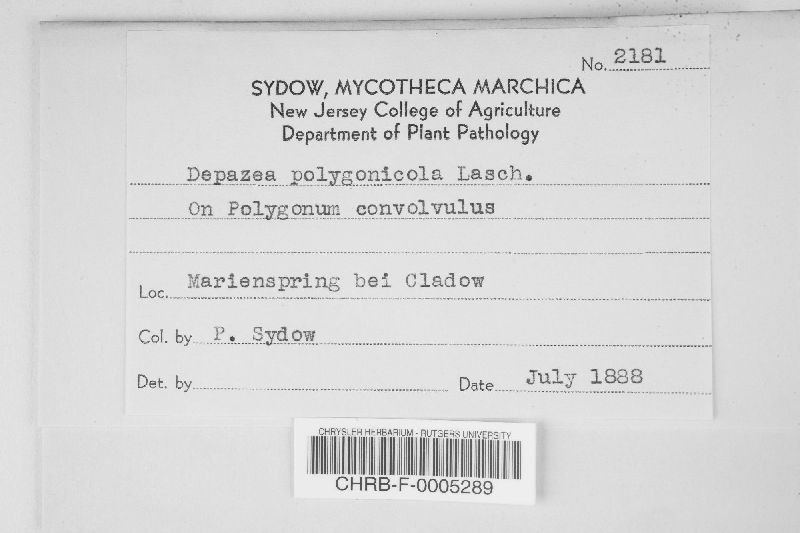 No. 2181
SYDOW, MYCOTHECA MARCHICA
New Jersey College of Agriculture
Department of Plant Pathology
Depazea polygonicola Lasch.
On Polygonum convolvulus
Loc. Marienspring bei Cladow
Col. by P. Sydow
Det. by Date July 1888
CHRYSLER HERBARIUM - RUTGERS UNIVERSITY
CHRB-F-0005289